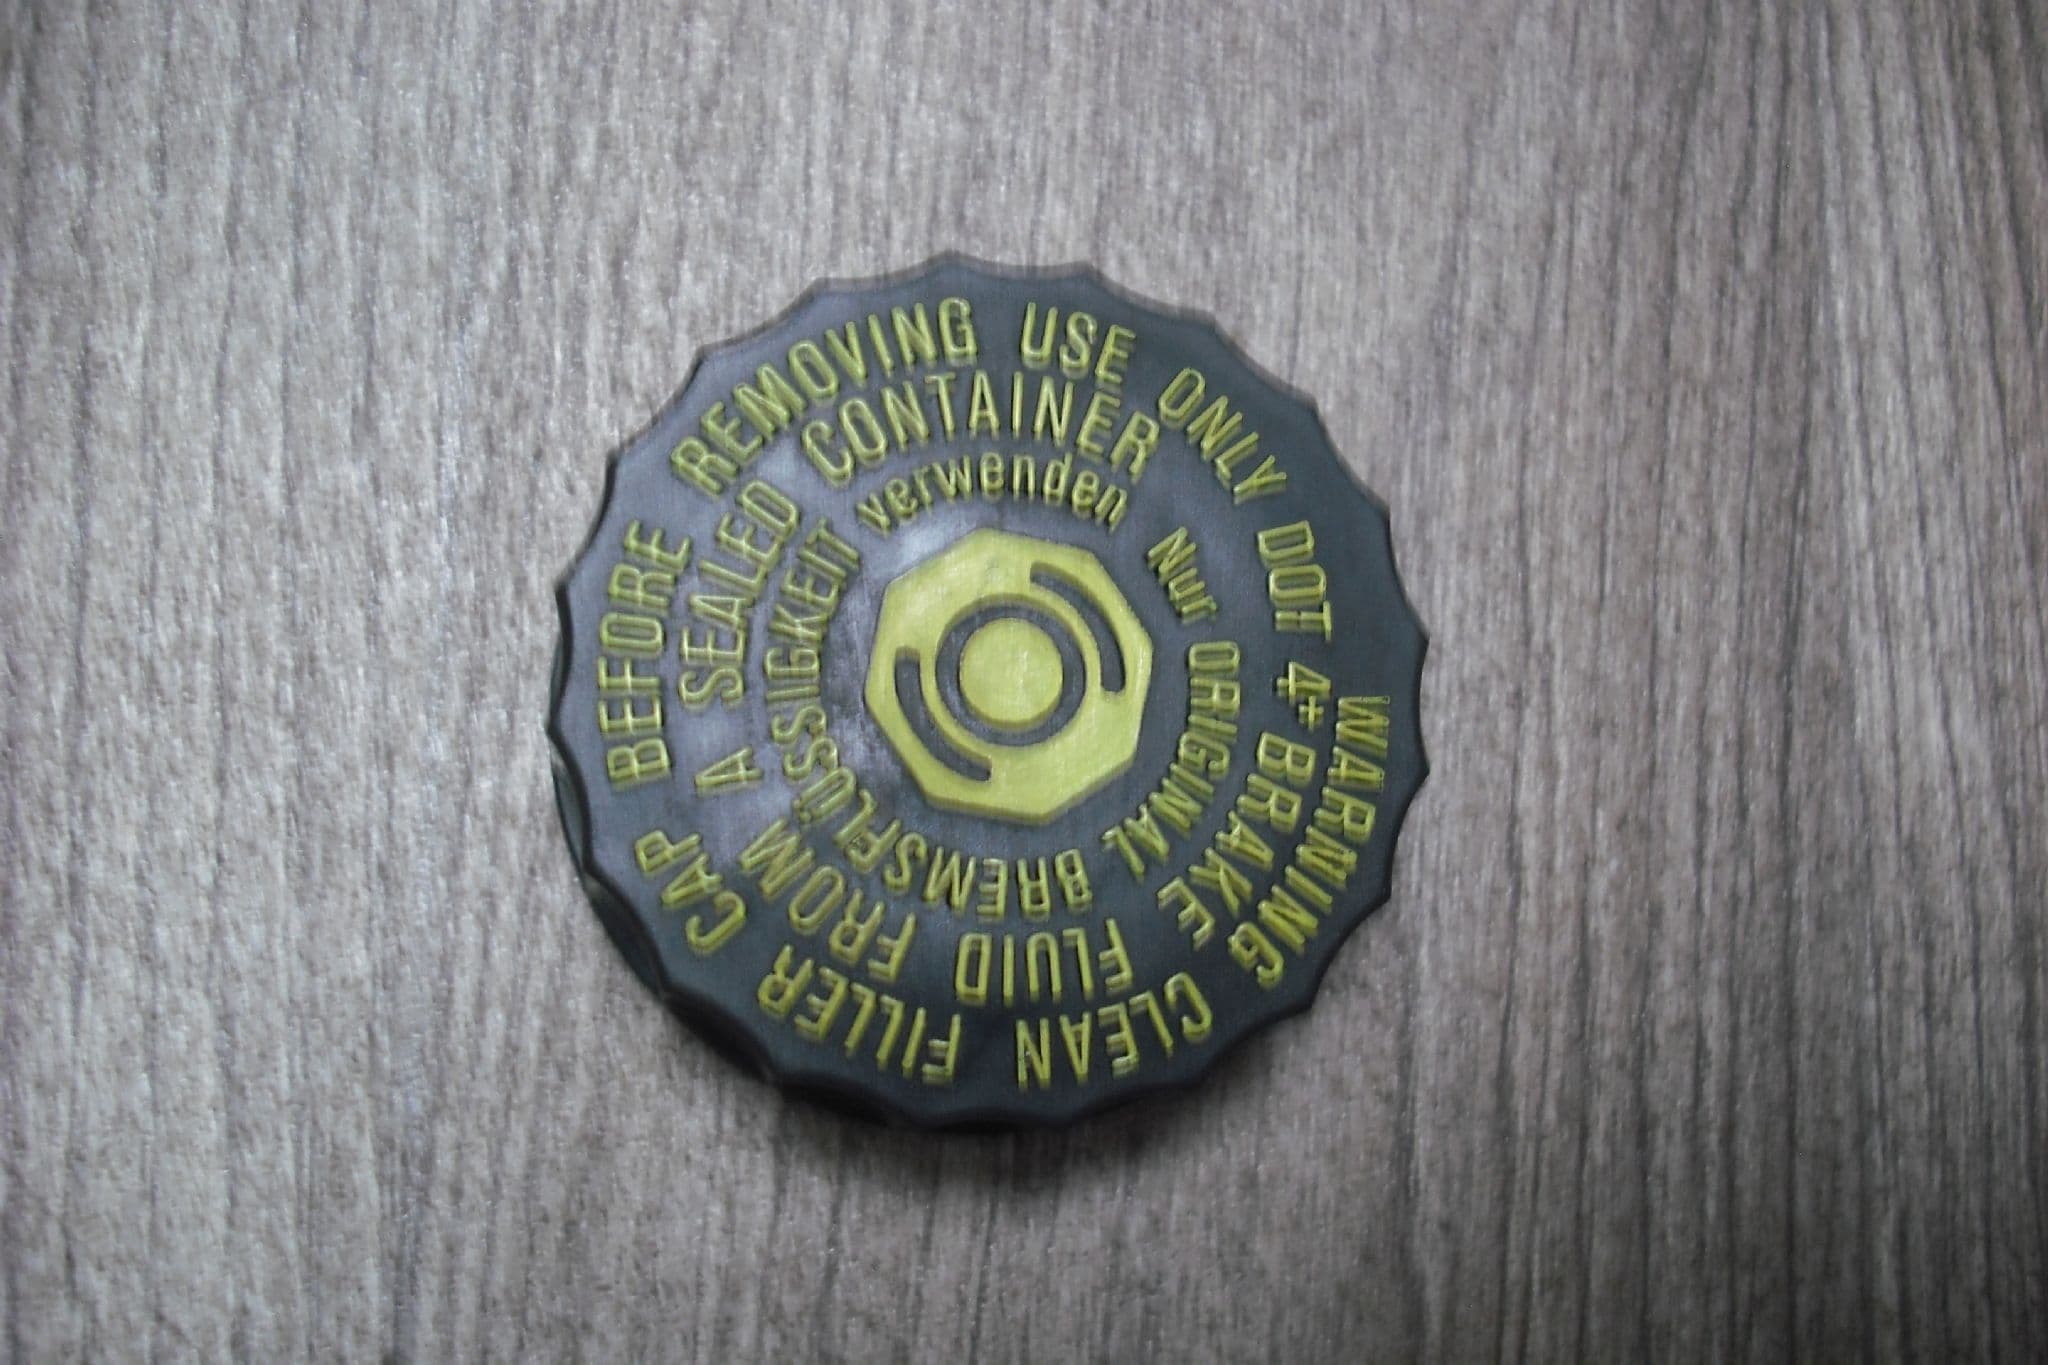 WARNING CLEAN FILLER CAP BEFORE REMOVING USE ONLY DOT 4+ BRAKE FLUID FROM A SEALED CONTAINER
Nur ORIGINAL BREMSFLÜSSIGKEIT verwenden